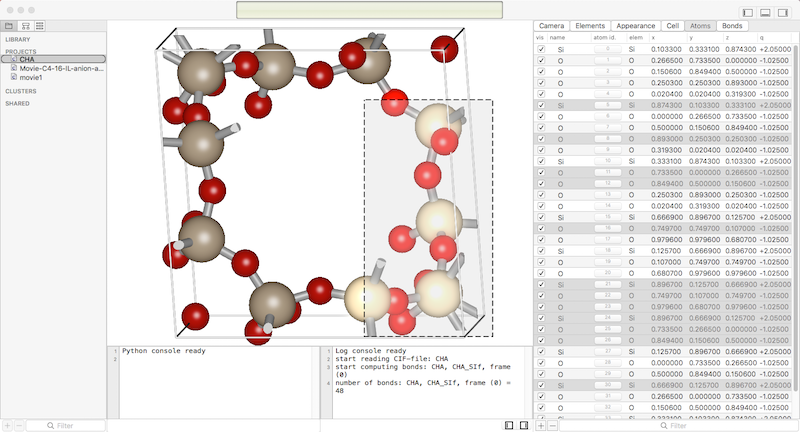 Camera Elements Appearance Cell Atoms Bonds
LIBRARY
PROJECTS
CHA
Movie-C4-16-IL-anion-a...
movie1
CLUSTERS
SHARED
vis name atom id. elem x y z q
Si 0 Si 0.103300 0.333100 0.874300 +2.05000
O 1 O 0.266500 0.733500 0.000000 -1.02500
O 2 O 0.150600 0.849400 0.500000 -1.02500
O 3 O 0.250300 0.250300 0.893000 -1.02500
O 4 O 0.020400 0.020400 0.319300 -1.02500
Si 5 Si 0.874300 0.103300 0.333100 +2.05000
O 6 O 0.000000 0.266500 0.733500 -1.02500
O 7 O 0.500000 0.150600 0.849400 -1.02500
O 8 O 0.893000 0.250300 0.250300 -1.02500
O 9 O 0.319300 0.020400 0.020400 -1.02500
Si 10 Si 0.333100 0.874300 0.103300 +2.05000
O 11 O 0.733500 0.000000 0.266500 -1.02500
O 12 O 0.849400 0.500000 0.150600 -1.02500
O 13 O 0.250300 0.893000 0.250300 -1.02500
O 14 O 0.020400 0.319300 0.020400 -1.02500
Si 15 Si 0.666900 0.896700 0.125700 +2.05000
O 16 O 0.749700 0.749700 0.107000 -1.02500
O 17 O 0.979600 0.979600 0.680700 -1.02500
Si 18 Si 0.125700 0.666900 0.896700 +2.05000
O 19 O 0.107000 0.749700 0.749700 -1.02500
O 20 O 0.680700 0.979600 0.979600 -1.02500
Si 21 Si 0.896700 0.125700 0.666900 +2.05000
O 22 O 0.749700 0.107000 0.749700 -1.02500
O 23 O 0.979600 0.680700 0.979600 -1.02500
Si 24 Si 0.896700 0.666900 0.125700 +2.05000
O 25 O 0.733500 0.266500 0.000000 -1.02500
O 26 O 0.849400 0.150600 0.500000 -1.02500
Si 27 Si 0.125700 0.896700 0.666900 +2.05000
O 28 O 0.000000 0.733500 0.266500 -1.02500
O 29 O 0.500000 0.849400 0.150600 -1.02500
Si 30 Si 0.666900 0.125700 0.896700 +2.05000
O 31 O 0.266500 0.000000 0.733500 -1.02500
O 32 O 0.150600 0.500000 0.849400 -1.02500
1 Python console ready
2
1 Log console ready
2 start reading CIF-file: CHA
3 start computing bonds: CHA, CHA_SIf, frame
(0)
4 number of bonds: CHA, CHA_SIf, frame (0) =
48
Filter
Filter